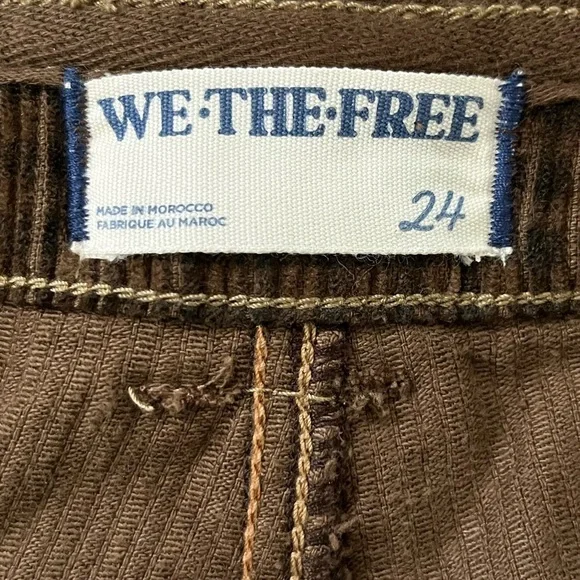 WE·THE·FREE
MADE IN MOROCCO
FABRIQUE AU MAROC
24